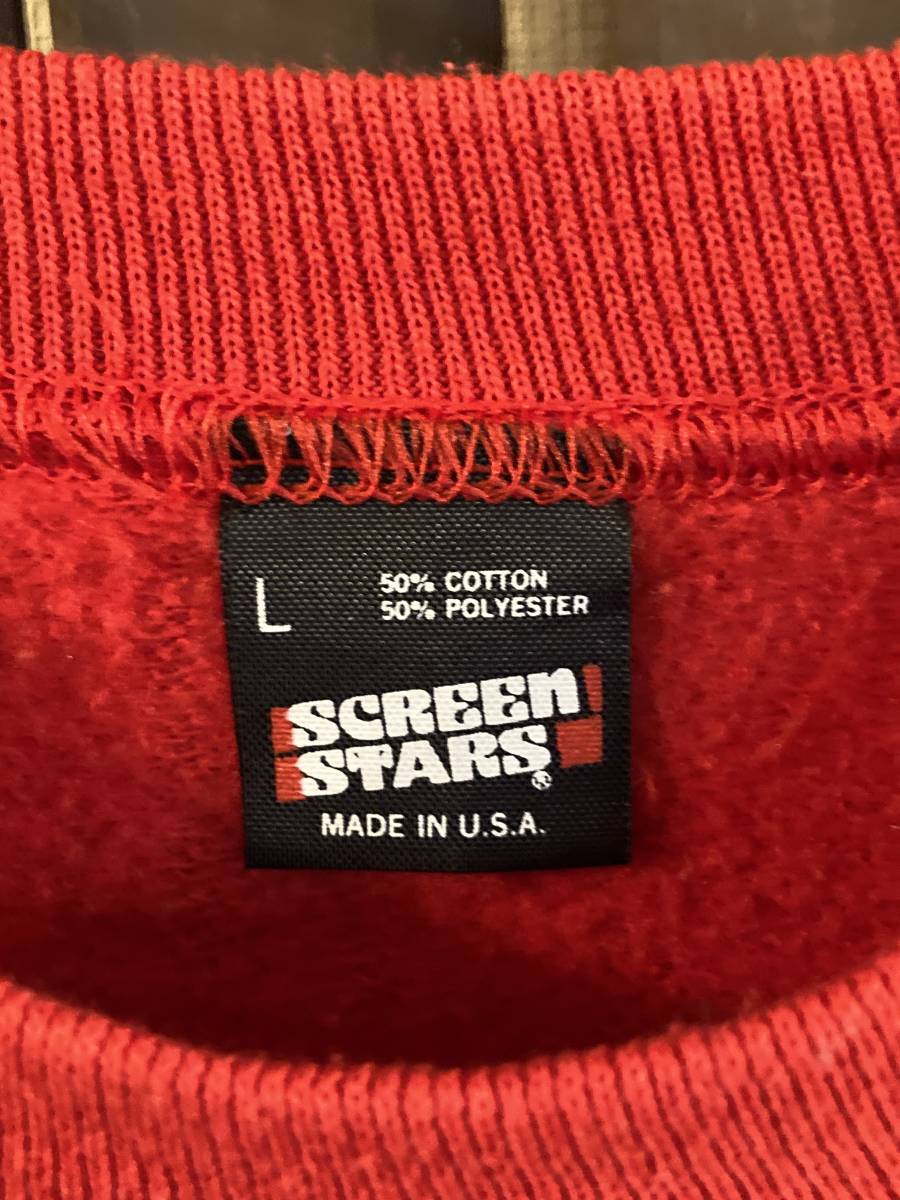 L
50% COTTON
50% POLYESTER
SCREEN
STARS®
MADE IN U.S.A.